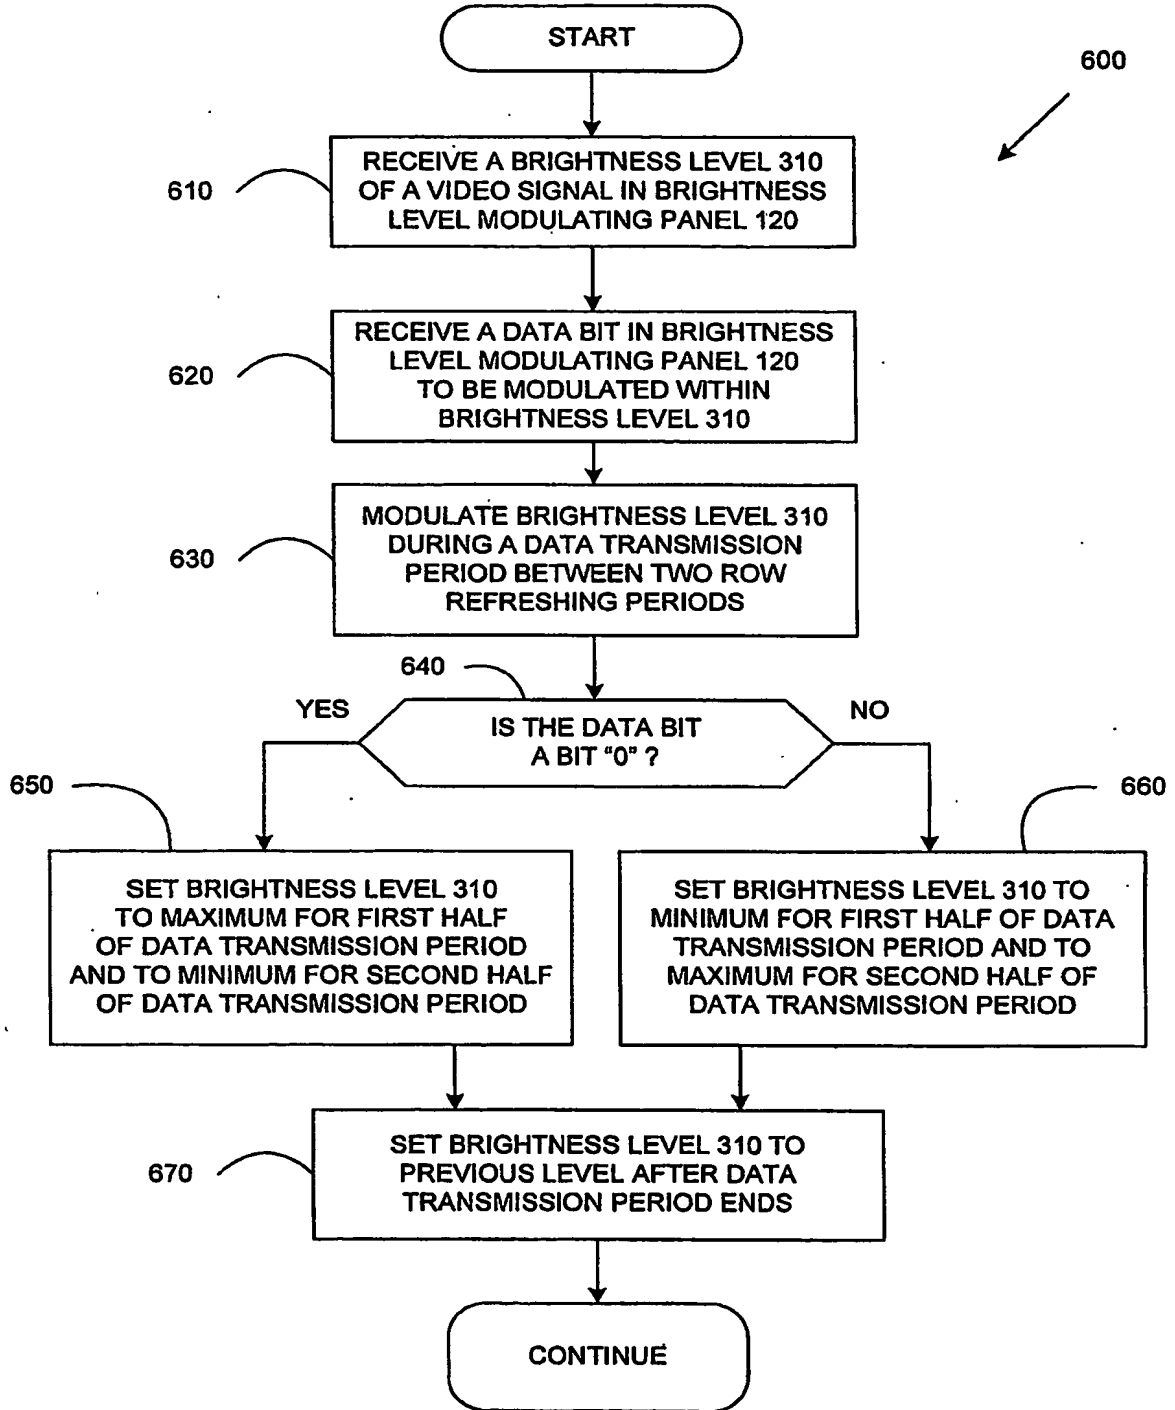 START
600
RECEIVE A BRIGHTNESS LEVEL 310
OF A VIDEO SIGNAL IN BRIGHTNESS
LEVEL MODULATING PANEL 120
610
RECEIVE A DATA BIT IN BRIGHTNESS
LEVEL MODULATING PANEL 120
TO BE MODULATED WITHIN
BRIGHTNESS LEVEL 310
620
MODULATE BRIGHTNESS LEVEL 310
DURING A DATA TRANSMISSION
PERIOD BETWEEN TWO ROW
REFRESHING PERIODS
630
640
YES
IS THE DATA BIT
A BIT "0" ?
NO
650
660
SET BRIGHTNESS LEVEL 310
TO MAXIMUM FOR FIRST HALF
OF DATA TRANSMISSION PERIOD
AND TO MINIMUM FOR SECOND HALF
OF DATA TRANSMISSION PERIOD
SET BRIGHTNESS LEVEL 310 TO
MINIMUM FOR FIRST HALF OF DATA
TRANSMISSION PERIOD AND TO
MAXIMUM FOR SECOND HALF OF
DATA TRANSMISSION PERIOD
SET BRIGHTNESS LEVEL 310 TO
PREVIOUS LEVEL AFTER DATA
TRANSMISSION PERIOD ENDS
670
CONTINUE